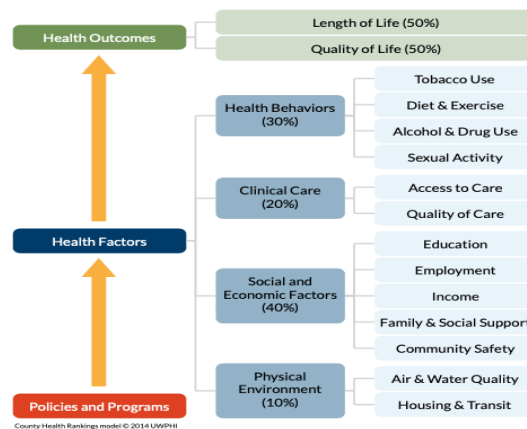 Health Outcomes
Length of Life (50%)
Quality of Life (50%)
Health Factors
Health Behaviors
(30%)
Tobacco Use
Diet & Exercise
Alcohol & Drug Use
Sexual Activity
Clinical Care
(20%)
Access to Care
Quality of Care
Social and
Economic Factors
(40%)
Education
Employment
Income
Family & Social Support
Community Safety
Physical
Environment
(10%)
Air & Water Quality
Housing & Transit
Policies and Programs
County Health Rankings model © 2014 UWPHI